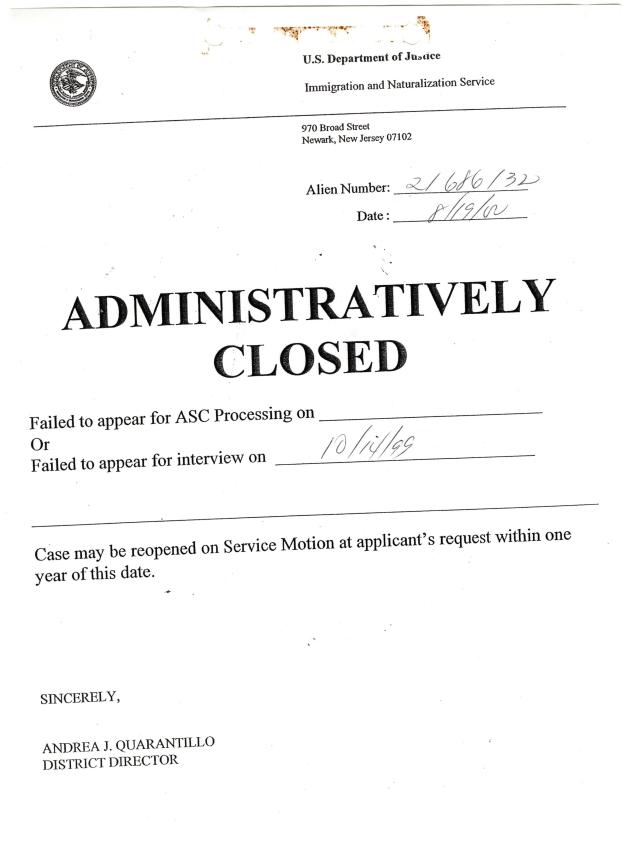 U.S. Department of Justice
Immigration and Naturalization Service
970 Broad Street
Newark, New Jersey 07102
Alien Number: 21 686 132
Date : 8/19/02
ADMINISTRATIVELY
CLOSED
Failed to appear for ASC Processing on
Or
Failed to appear for interview on 10/14/99
Case may be reopened on Service Motion at applicant's request within one
year of this date.
SINCERELY,
ANDREA J. QUARANTILLO
DISTRICT DIRECTOR